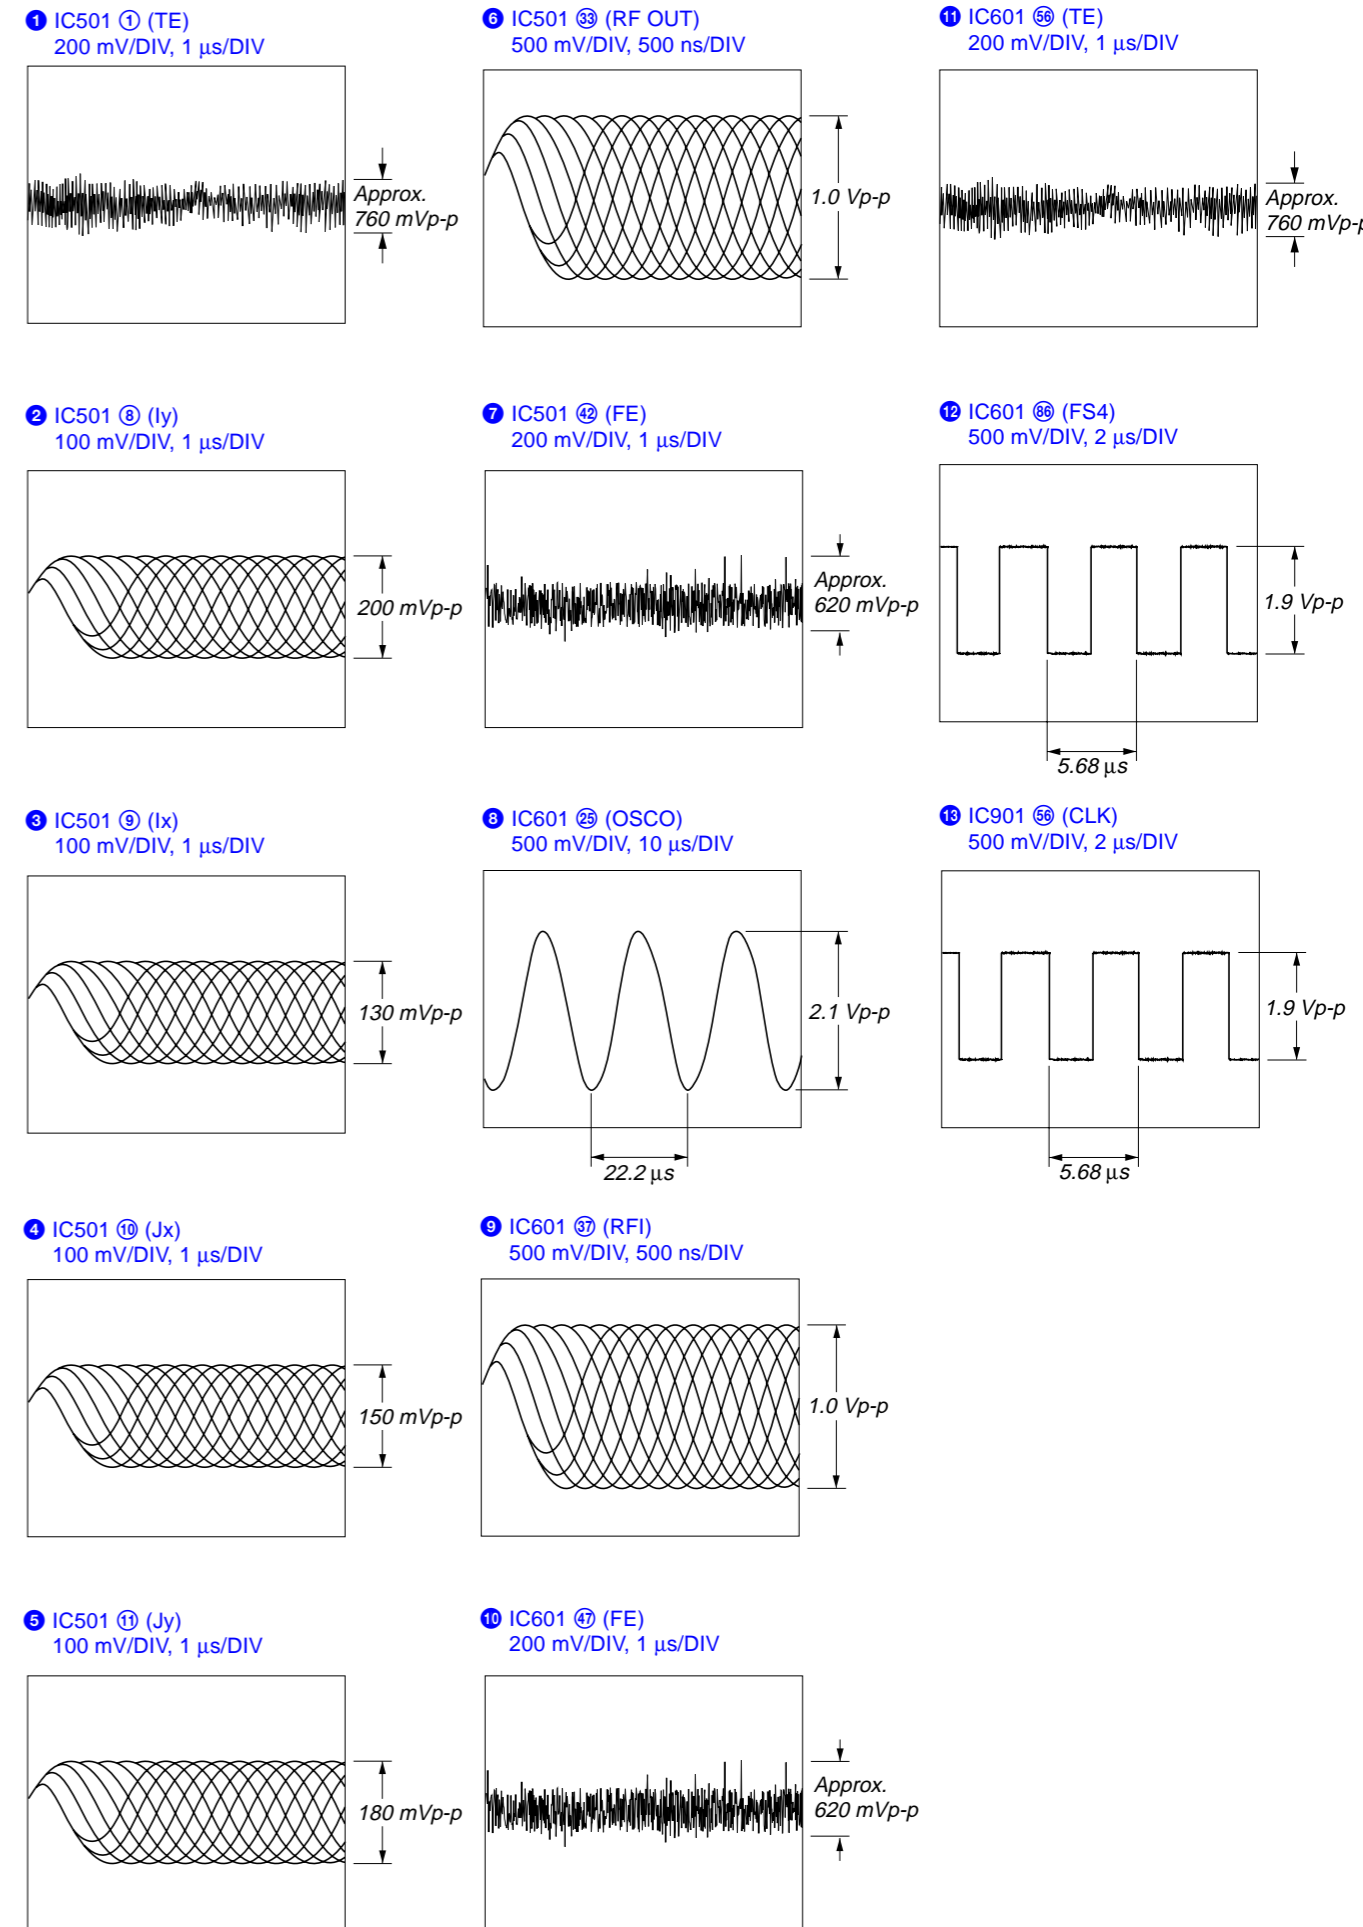 ❶ IC501 ① (TE)
200 mV/DIV, 1 µs/DIV
Approx.
760 mVp-p
❷ IC501 ⑧ (Iy)
100 mV/DIV, 1 µs/DIV
200 mVp-p
❸ IC501 ⑨ (Ix)
100 mV/DIV, 1 µs/DIV
130 mVp-p
❹ IC501 ⑩ (Jx)
100 mV/DIV, 1 µs/DIV
150 mVp-p
❺ IC501 ⑪ (Jy)
100 mV/DIV, 1 µs/DIV
180 mVp-p
❻ IC501 ㉝ (RF OUT)
500 mV/DIV, 500 ns/DIV
1.0 Vp-p
❼ IC501 ㊷ (FE)
200 mV/DIV, 1 µs/DIV
Approx.
620 mVp-p
❽ IC601 ㉕ (OSCO)
500 mV/DIV, 10 µs/DIV
2.1 Vp-p
22.2 µs
❾ IC601 ㊲ (RFI)
500 mV/DIV, 500 ns/DIV
1.0 Vp-p
❿ IC601 ㊼ (FE)
200 mV/DIV, 1 µs/DIV
Approx.
620 mVp-p
⓫ IC601 56 (TE)
200 mV/DIV, 1 µs/DIV
Approx.
760 mVp-p
⓬ IC601 86 (FS4)
500 mV/DIV, 2 µs/DIV
1.9 Vp-p
5.68 µs
⓭ IC901 56 (CLK)
500 mV/DIV, 2 µs/DIV
1.9 Vp-p
5.68 µs